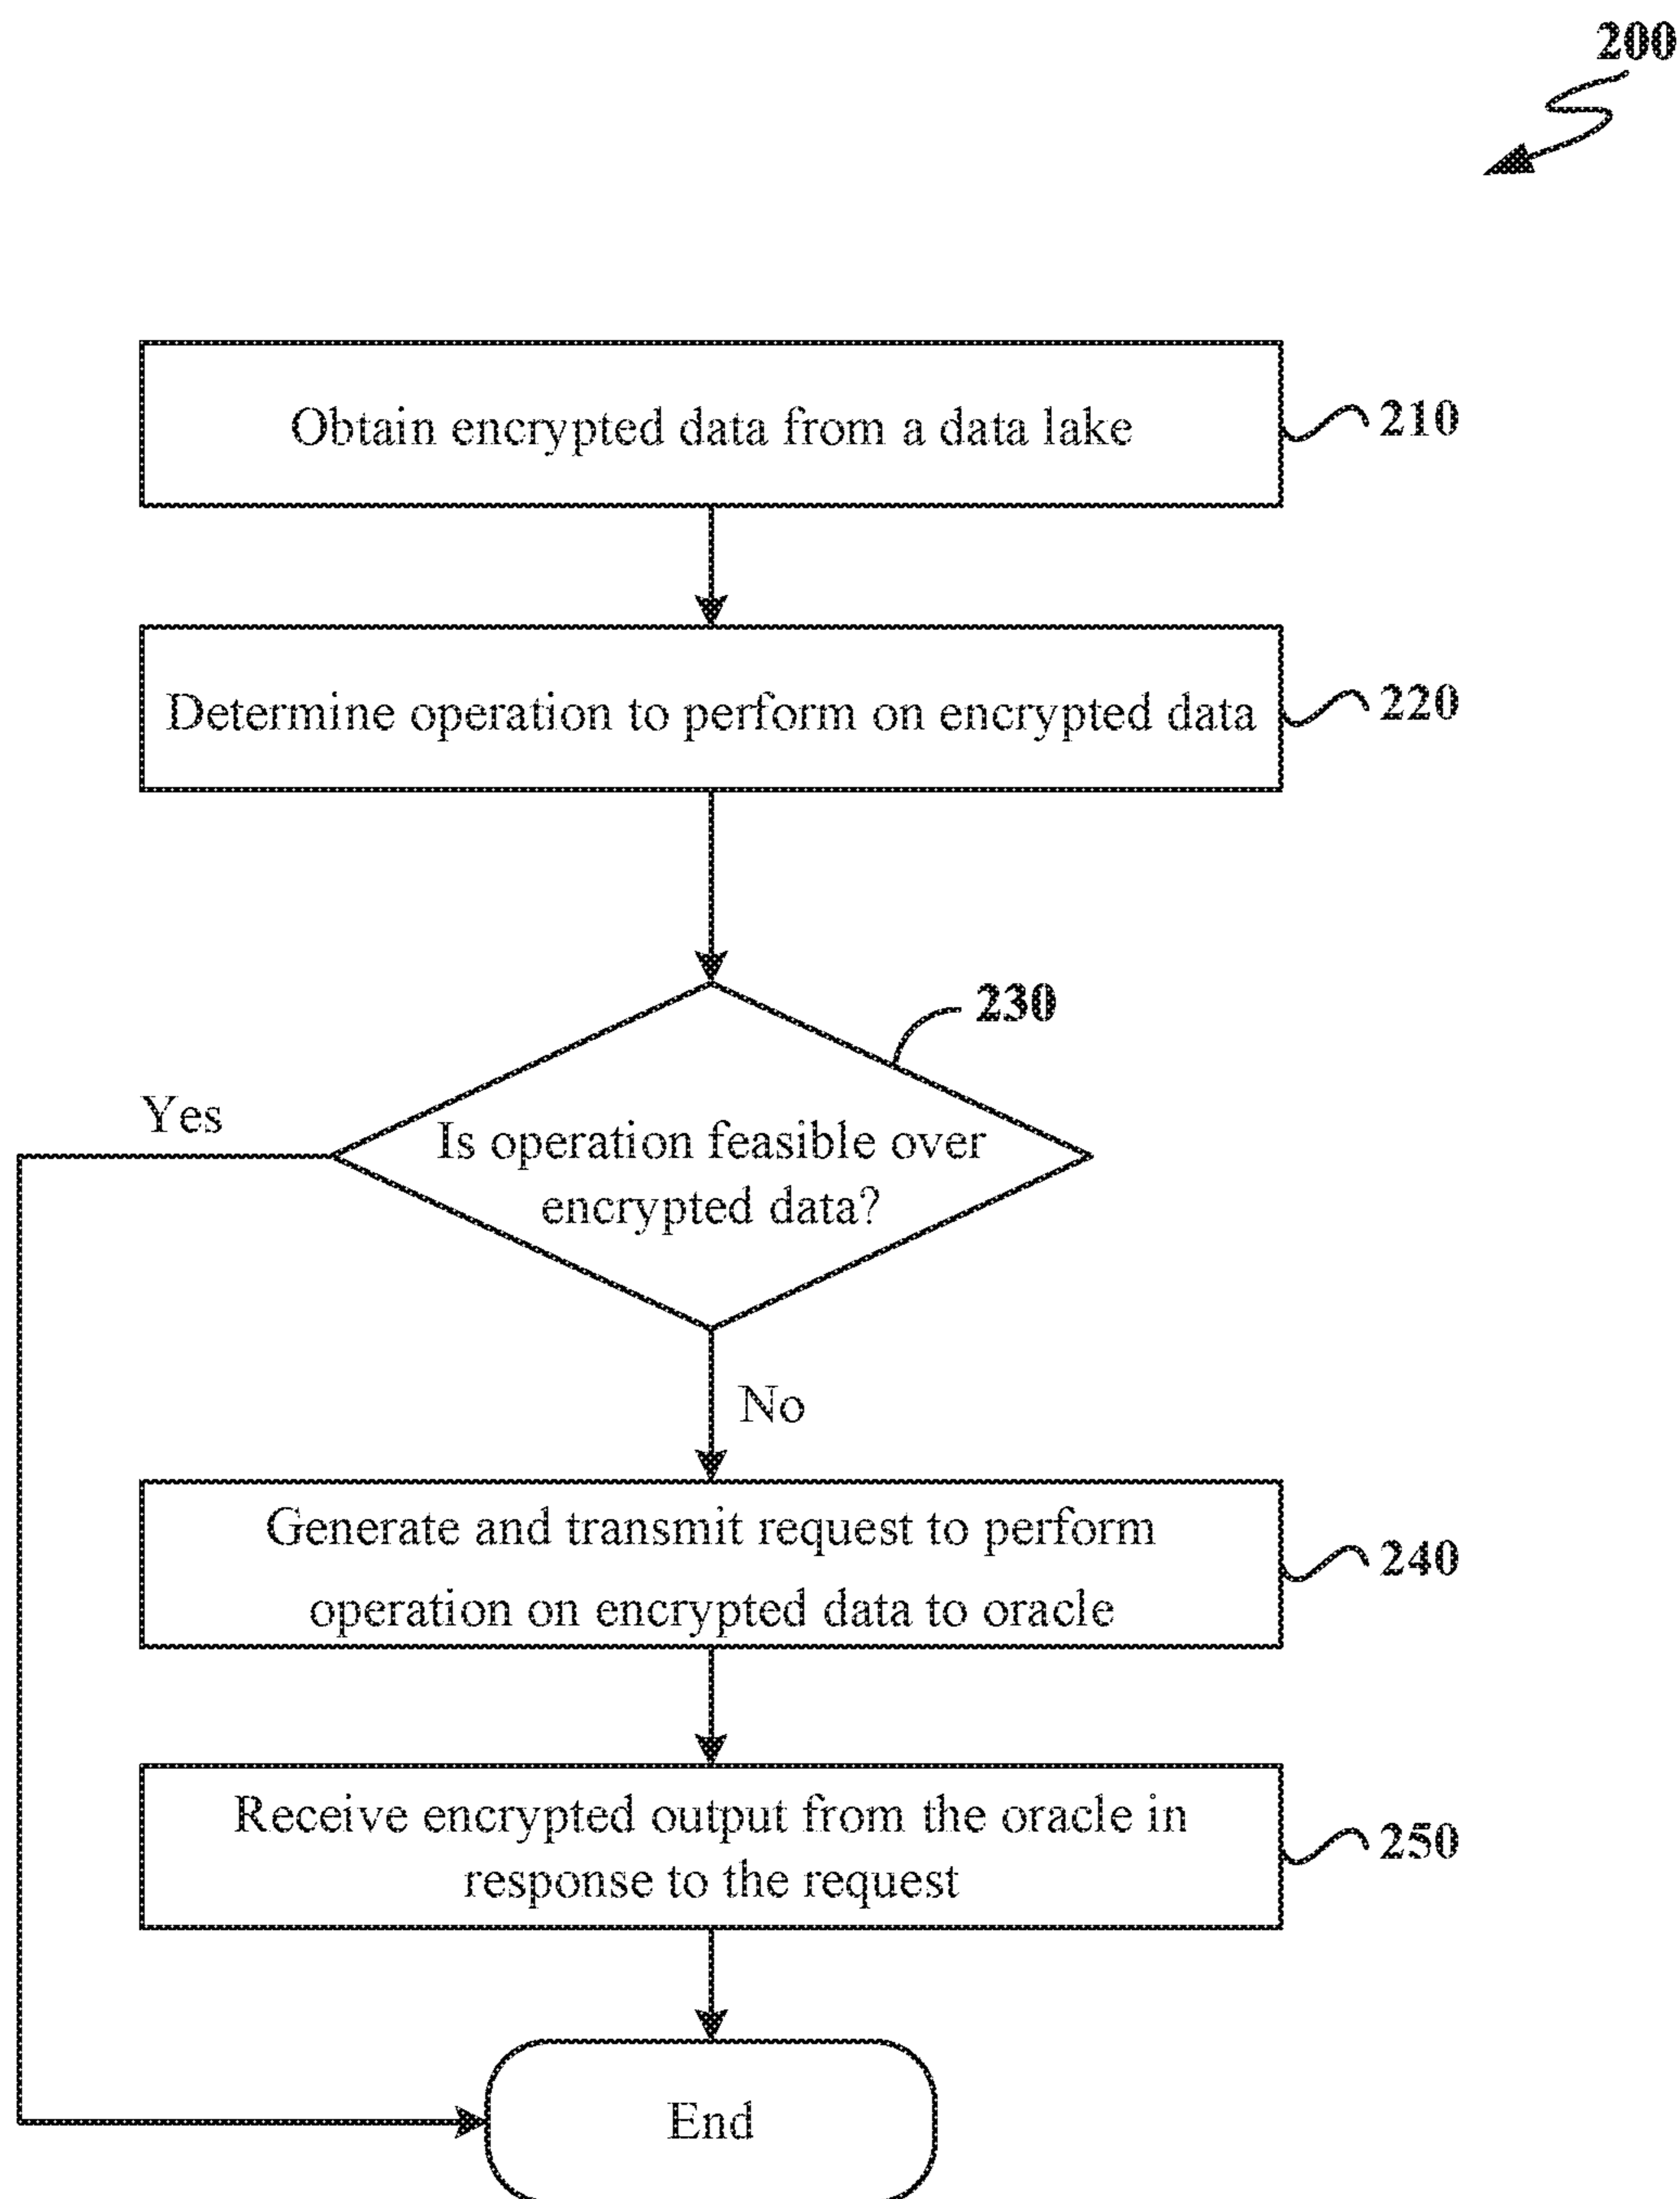 200
Obtain encrypted data from a data lake
210
Determine operation to perform on encrypted data
220
230
Yes
Is operation feasible over
encrypted data?
No
Generate and transmit request to perform
operation on encrypted data to oracle
240
Receive encrypted output from the oracle in
response to the request
250
End